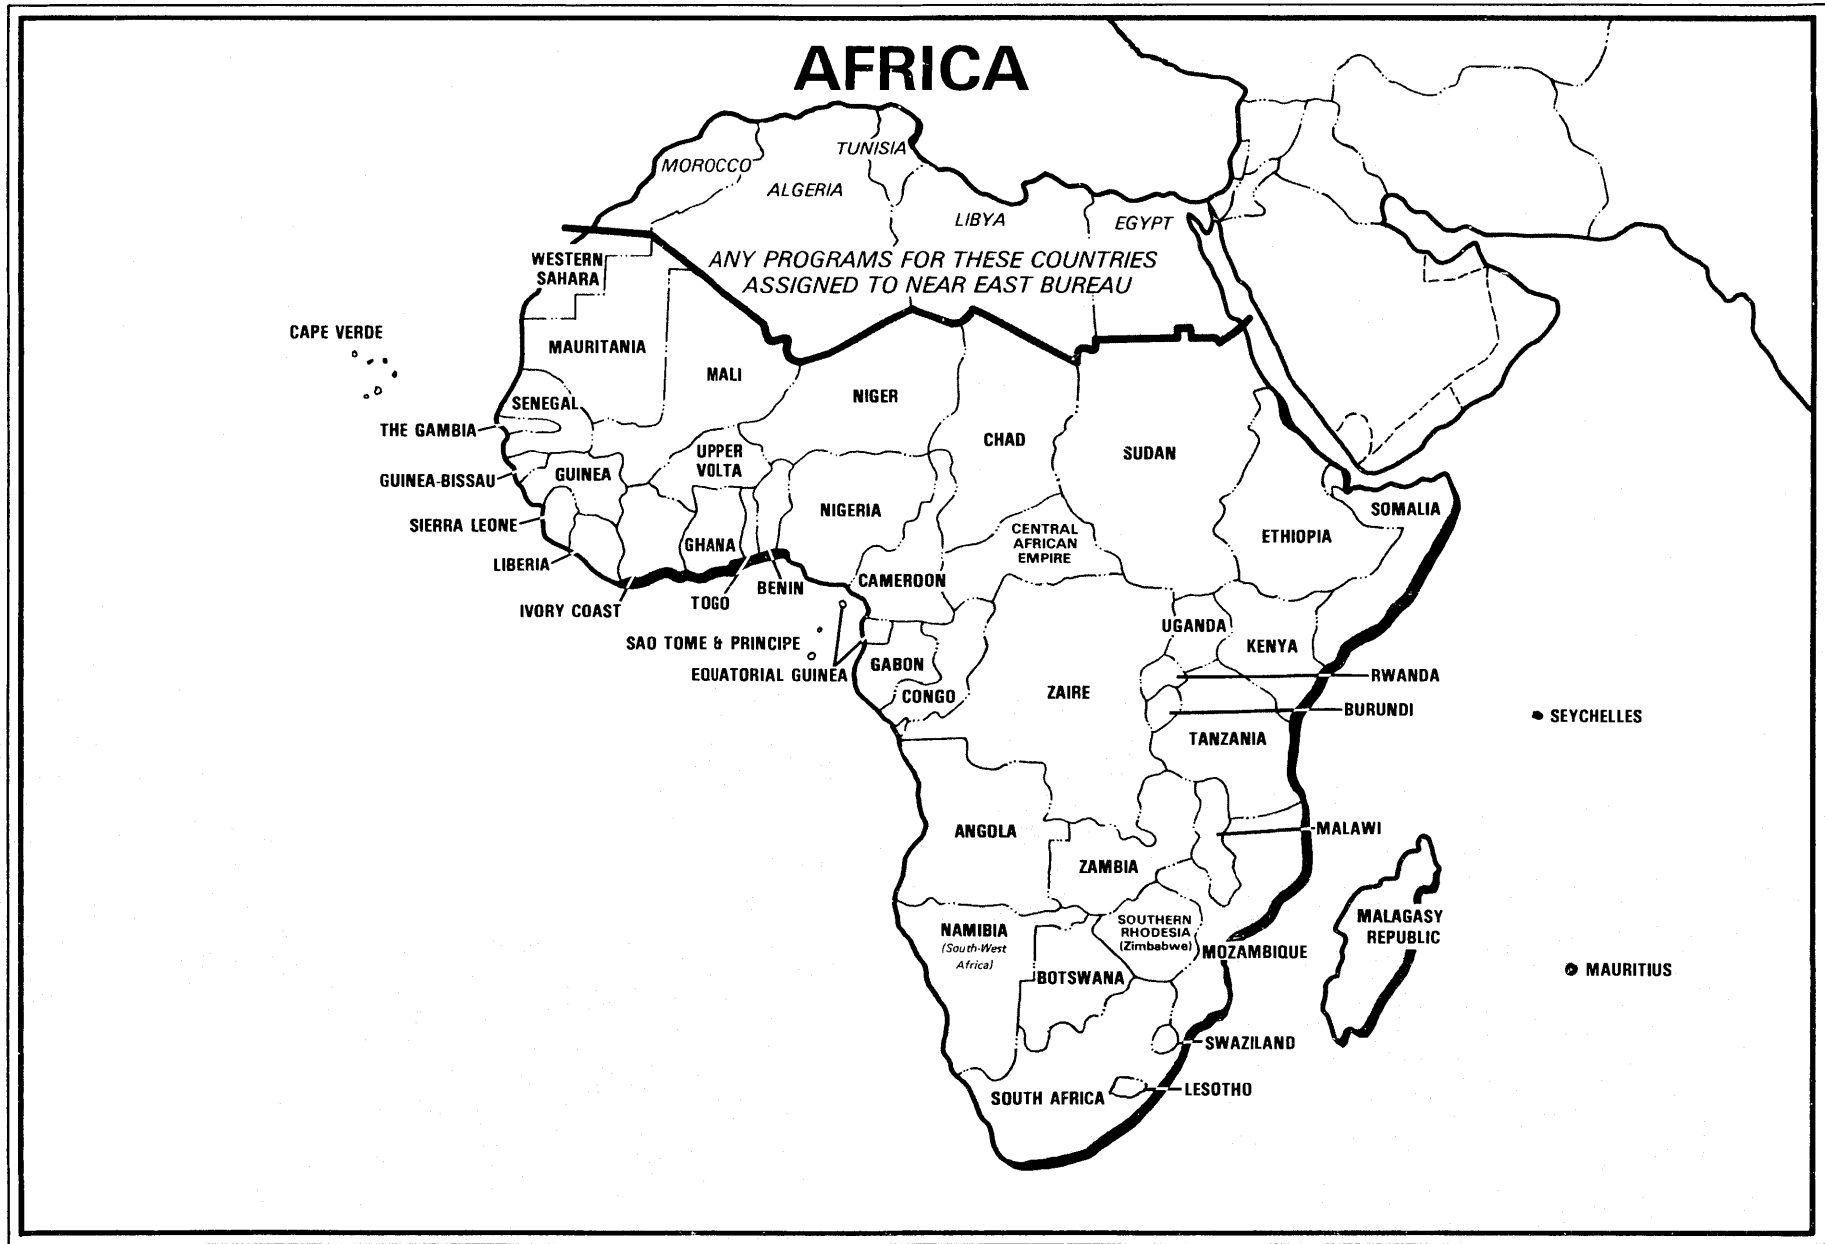 AFRICA
TUNISIA
MOROCCO
ALGERIA
LIBYA
EGYPT
ANY PROGRAMS FOR THESE COUNTRIES
ASSIGNED TO NEAR EAST BUREAU
WESTERN
SAHARA
CAPE VERDE
MAURITANIA
MALI
NIGER
SENEGAL
THE GAMBIA
CHAD
SUDAN
UPPER
VOLTA
GUINEA
GUINEA-BISSAU
NIGERIA
SOMALIA
SIERRA LEONE
CENTRAL
AFRICAN
EMPIRE
ETHIOPIA
GHANA
LIBERIA
CAMEROON
BENIN
TOGO
IVORY COAST
UGANDA
KENYA
SAO TOME & PRINCIPE
GABON
EQUATORIAL GUINEA
RWANDA
CONGO
ZAIRE
BURUNDI
SEYCHELLES
TANZANIA
ANGOLA
MALAWI
ZAMBIA
MALAGASY
REPUBLIC
SOUTHERN
RHODESIA
(Zimbabwe)
NAMIBIA
(South-West
Africa)
MOZAMBIQUE
MAURITIUS
BOTSWANA
SWAZILAND
LESOTHO
SOUTH AFRICA